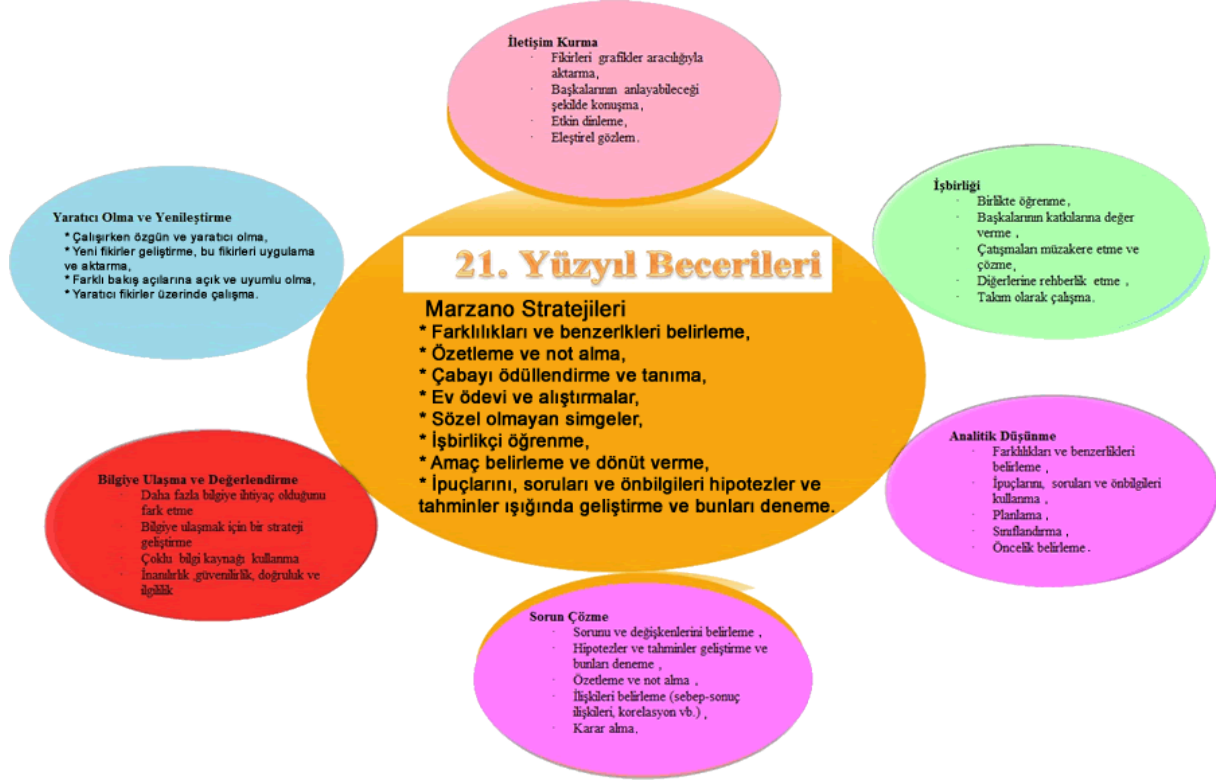 İletişim Kurma
· Fikirleri grafikler aracılığıyla
aktarma,
· Başkalarının anlayabileceği
şekilde konuşma,
· Etkin dinleme,
· Eleştirel gözlem.
Yaratıcı Olma ve Yenileştirme
* Çalışırken özgün ve yaratıcı olma,
* Yeni fikirler geliştirme, bu fikirleri uygulama
ve aktarma,
* Farklı bakış açılarına açık ve uyumlu olma,
* Yaratıcı fikirler üzerinde çalışma.
İşbirliği
· Birlikte öğrenme,
· Başkalarının katkılarına değer
verme ,
· Çatışmaları müzakere etme ve
çözme,
· Diğerlerine rehberlik etme ,
· Takım olarak çalışma.
21. Yüzyıl Becerileri
Marzano Stratejileri
* Farklılıkları ve benzerlkleri belirleme,
* Özetleme ve not alma,
* Çabayı ödüllendirme ve tanıma,
* Ev ödevi ve alıştırmalar,
* Sözel olmayan simgeler,
* İşbirlikçi öğrenme,
* Amaç belirleme ve dönüt verme,
* İpuçlarını, soruları ve önbilgileri hipotezler ve
tahminler ışığında geliştirme ve bunları deneme.
Bilgiye Ulaşma ve Değerlendirme
· Daha fazla bilgiye ihtiyaç olduğunu
fark etme
· Bilgiye ulaşmak için bir strateji
geliştirme
· Çoklu bilgi kaynağı kullanma
· İnanılırlık ,güvenilirlik, doğruluk ve
ilgililik
Analitik Düşünme
· Farklılıkları ve benzerlikleri
belirleme ,
· İpuçlarını, soruları ve önbilgileri
kullanma ,
· Planlama ,
· Sınıflandırma ,
· Öncelik belirleme .
Sorun Çözme
· Sorunu ve değişkenlerini belirleme ,
· Hipotezler ve tahminler geliştirme ve
bunları deneme ,
· Özetleme ve not alma ,
· İlişkileri belirleme (sebep-sonuç
ilişkileri, korelasyon vb.) ,
· Karar alma.